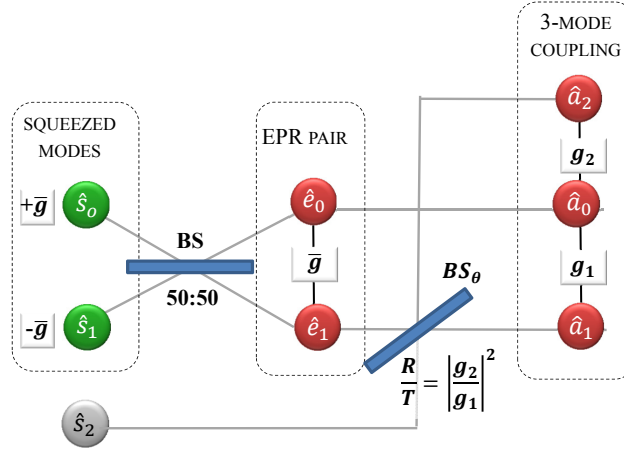 3-MODE
COUPLING
SQUEEZED
MODES
EPR PAIR
â₂
g₂
+g̅
ŝₒ
BS
ê₀
â₀
g̅
BS_θ
g₁
-g̅
ŝ₁
50:50
ê₁
â₁
R/T = |g₂/g₁|²
ŝ₂